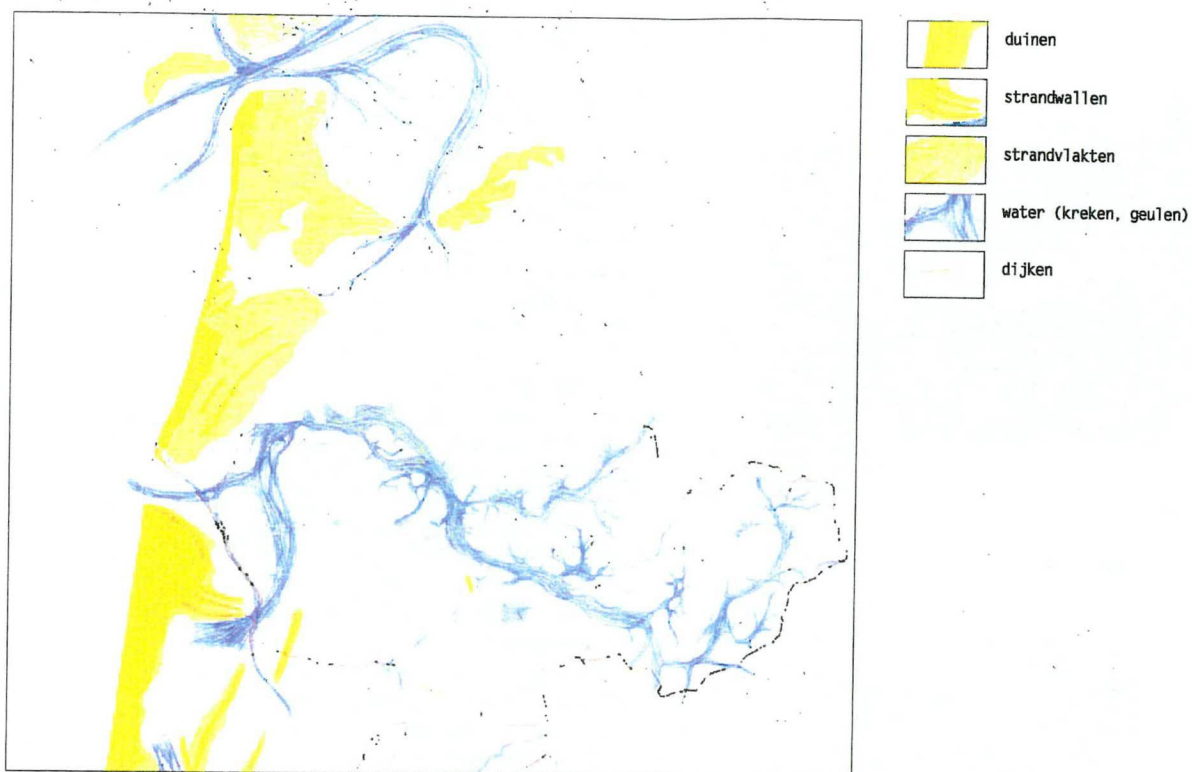 duinen
strandwallen
strandvlakten
water (kreken, geulen)
dijken